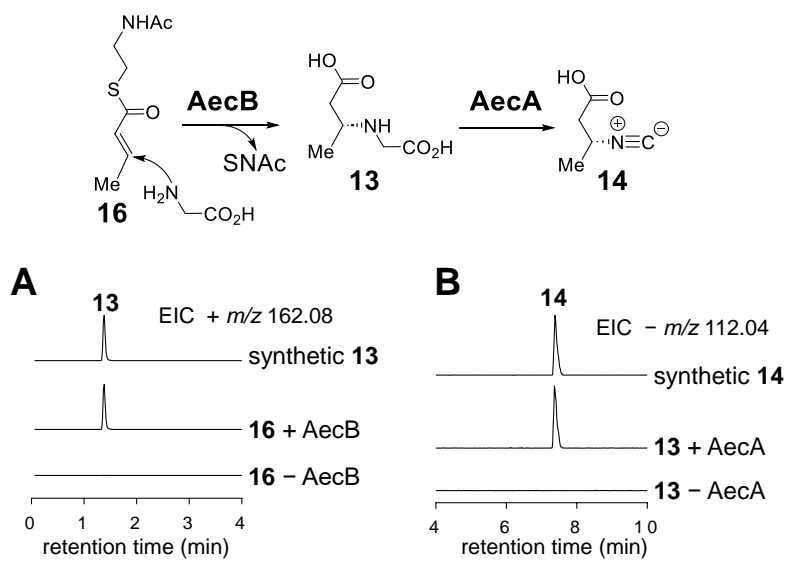 NHAc
S
O
Me
16
H₂N
CO₂H
AecB
SNAc
HO
O
NH
Me
CO₂H
13
AecA
HO
O
⊕ ⊖
N≡C
Me
14
A
13
EIC + m/z 162.08
synthetic 13
16 + AecB
16 − AecB
0 1 2 3 4
retention time (min)
B
14
EIC − m/z 112.04
synthetic 14
13 + AecA
13 − AecA
4 6 8 10
retention time (min)